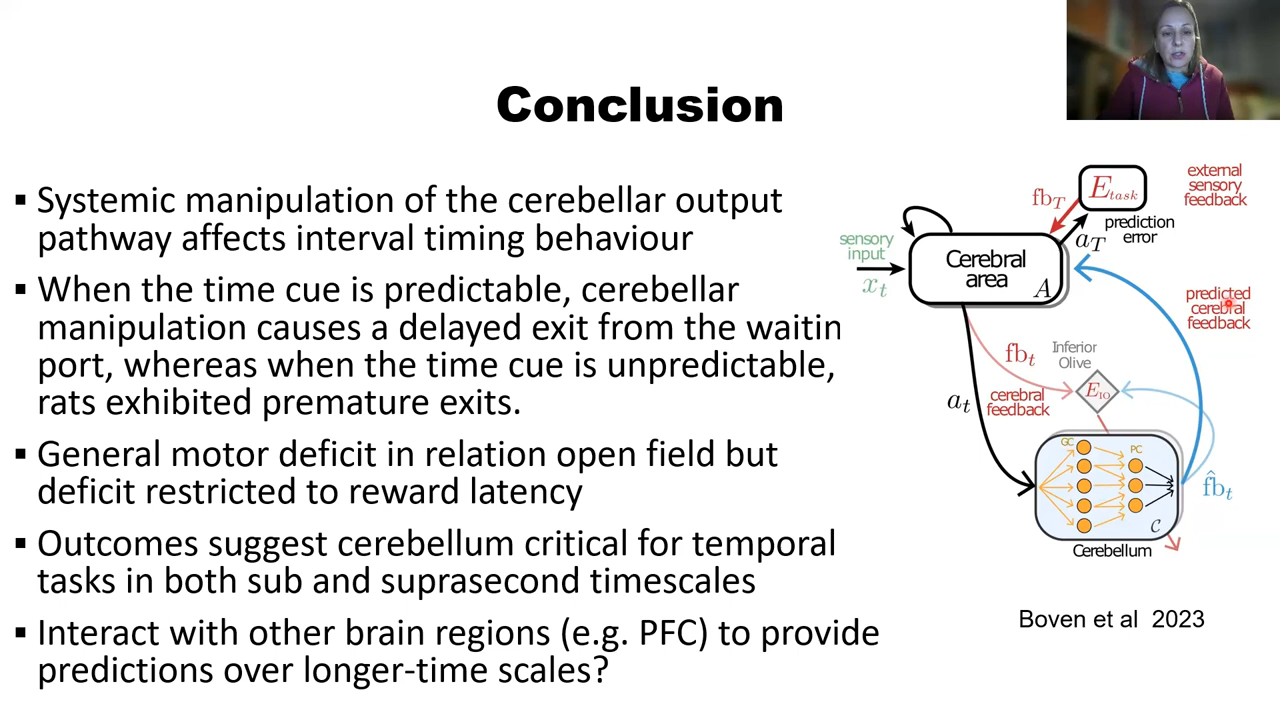 Conclusion
▪ Systemic manipulation of the cerebellar output
pathway affects interval timing behaviour
▪ When the time cue is predictable, cerebellar
manipulation causes a delayed exit from the waitin
port, whereas when the time cue is unpredictable,
rats exhibited premature exits.
▪ General motor deficit in relation open field but
deficit restricted to reward latency
▪ Outcomes suggest cerebellum critical for temporal
tasks in both sub and suprasecond timescales
▪ Interact with other brain regions (e.g. PFC) to provide
predictions over longer-time scales?
external
sensory
feedback
fb_T
E_task
prediction
error
a_T
sensory
input
x_t
Cerebral
area
A
predicted
cerebral
feedback
fb_t
Inferior
Olive
E_IO
cerebral
feedback
a_t
GC
PC
f̂b_t
C
Cerebellum
Boven et al 2023